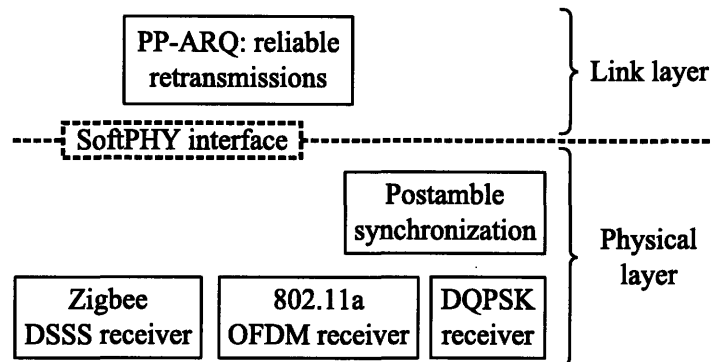 PP-ARQ: reliable
retransmissions
Link layer
SoftPHY interface
Postamble
synchronization
Physical
layer
Zigbee
DSSS receiver
802.11a
OFDM receiver
DQPSK
receiver